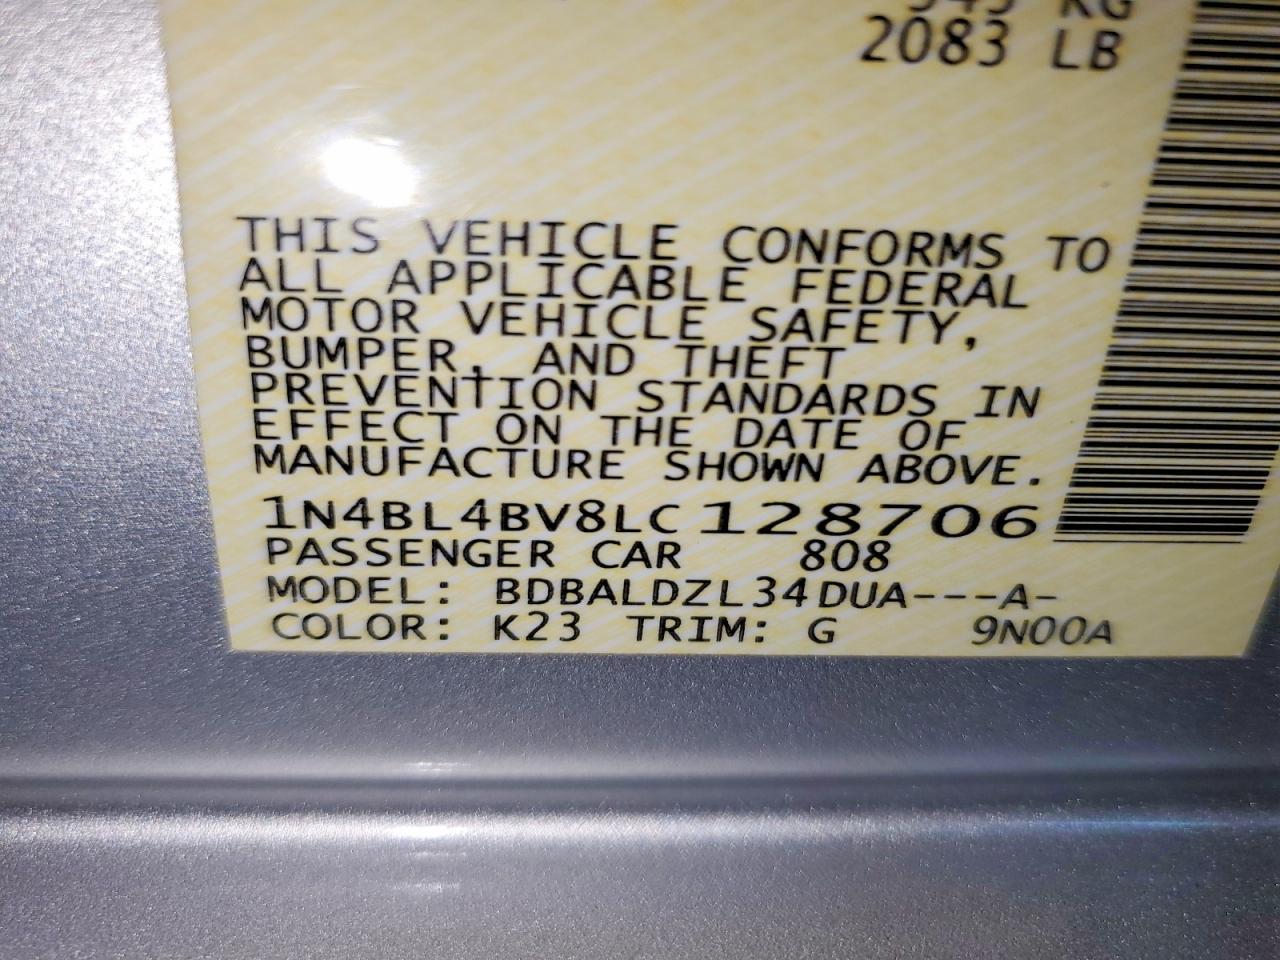 2083 LB
THIS VEHICLE CONFORMS TO
ALL APPLICABLE FEDERAL
MOTOR VEHICLE SAFETY,
BUMPER, AND THEFT
PREVENTION STANDARDS IN
EFFECT ON THE DATE OF
MANUFACTURE SHOWN ABOVE.
1N4BL4BV8LC128706
PASSENGER CAR 808
MODEL: BDBALDZL34DUA---A-
COLOR: K23 TRIM: G 9N00A